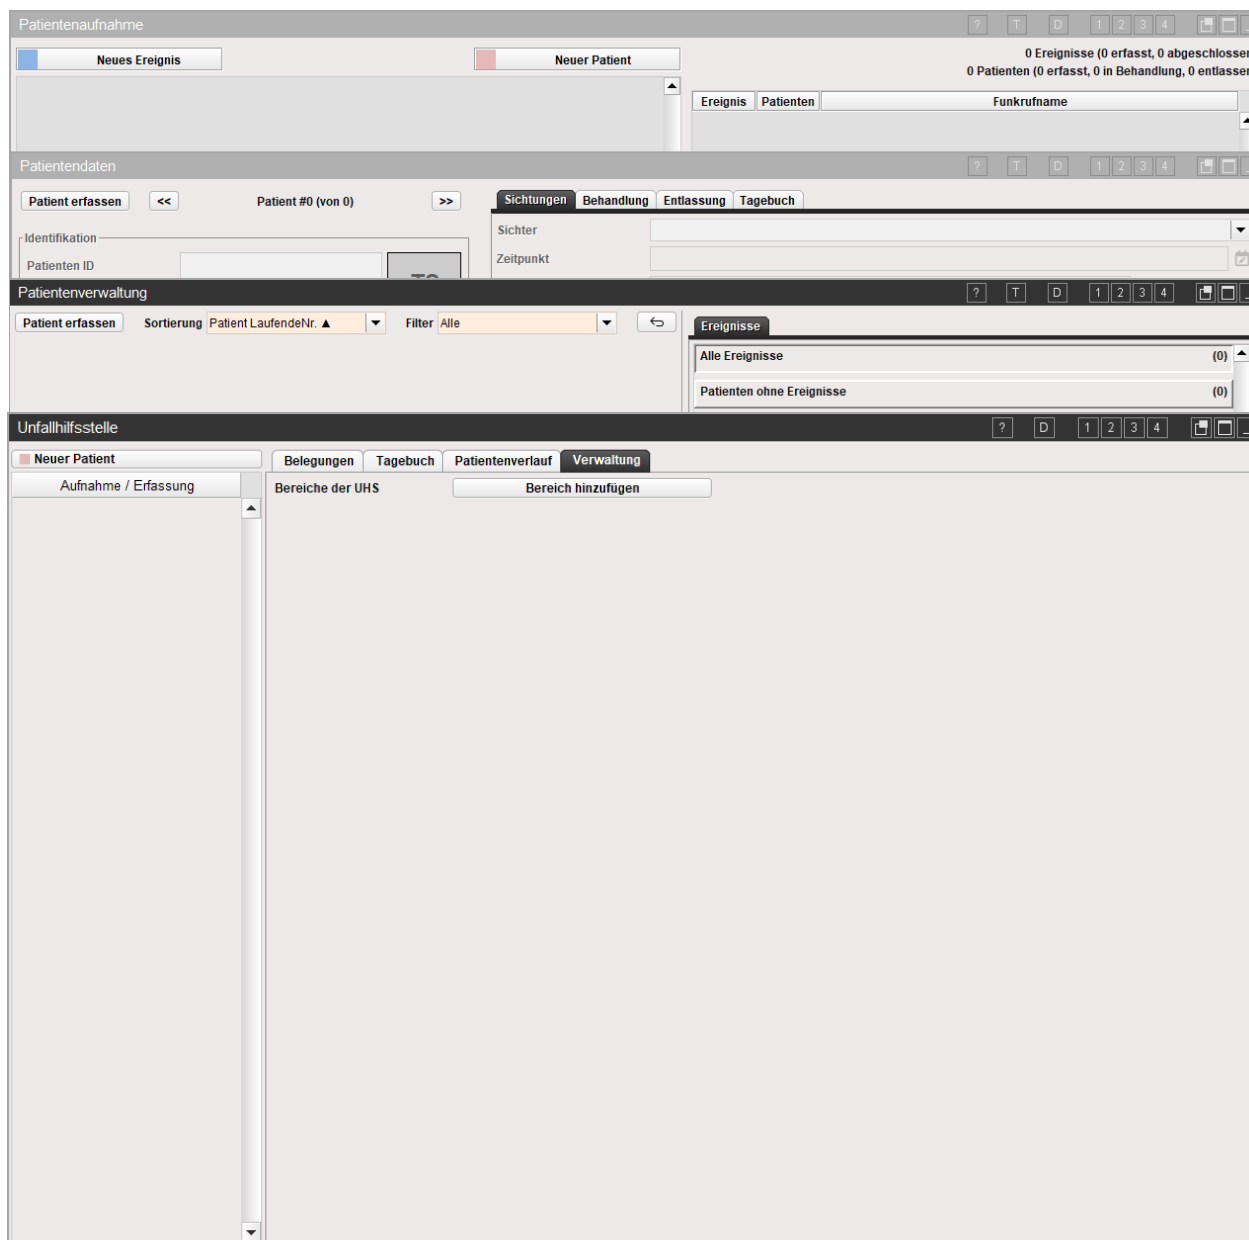 Patientenaufnahme ? T D 1 2 3 4
Neues Ereignis Neuer Patient 0 Ereignisse (0 erfasst, 0 abgeschlossen
0 Patienten (0 erfasst, 0 in Behandlung, 0 entlassen
Ereignis Patienten Funkrufname
Patientendaten ? T D 1 2 3 4
Patient erfassen << Patient #0 (von 0) >> Sichtungen Behandlung Entlassung Tagebuch
Sichter
Identifikation
Zeitpunkt
Patienten ID
Patientenverwaltung ? T D 1 2 3 4
Patient erfassen Sortierung Patient LaufendeNr. ▲ Filter Alle Ereignisse
Alle Ereignisse (0)
Patienten ohne Ereignisse (0)
Unfallhilfsstelle ? D 1 2 3 4
Neuer Patient Belegungen Tagebuch Patientenverlauf Verwaltung
Aufnahme / Erfassung Bereiche der UHS Bereich hinzufügen